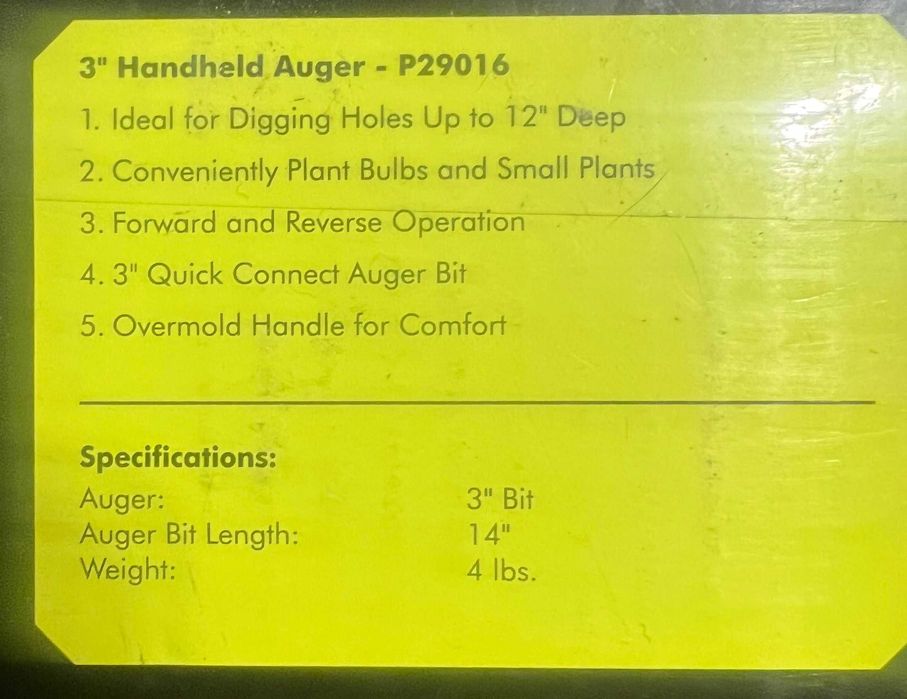 3" Handheld Auger - P29016
1. Ideal for Digging Holes Up to 12" Deep
2. Conveniently Plant Bulbs and Small Plants
3. Forward and Reverse Operation
4. 3" Quick Connect Auger Bit
5. Overmold Handle for Comfort
Specifications:
Auger: 3" Bit
Auger Bit Length: 14"
Weight: 4 lbs.